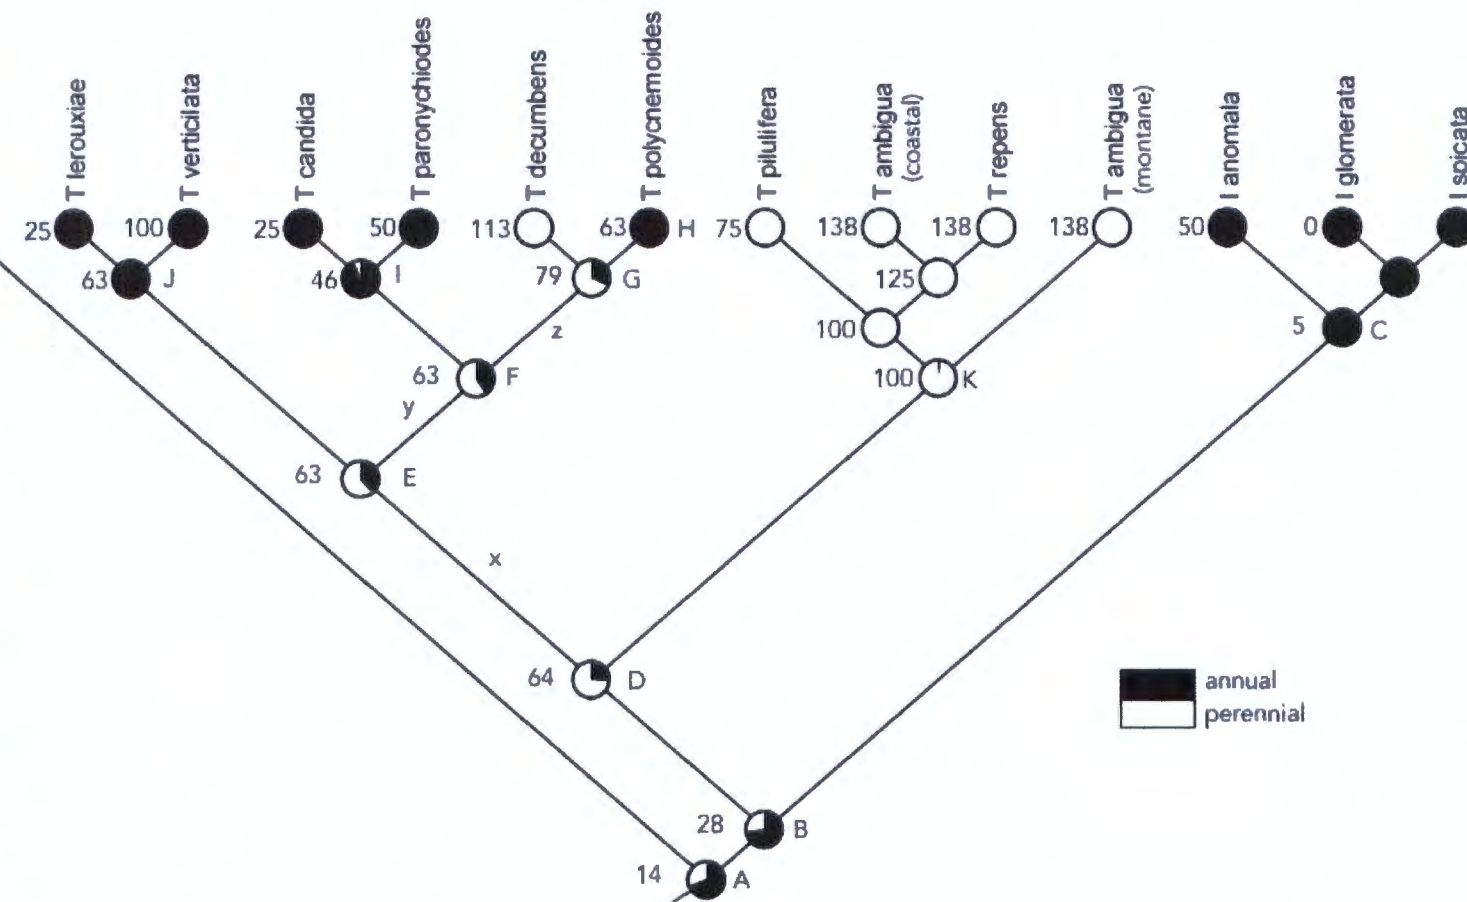 T lerouxiae
T verticilata
T candida
T paronychiodes
T decumbens
T polycnemoides
T pilulifera
T ambigua
(coastal)
T repens
T ambigua
(montane)
I anomala
I glomerata
I spicata
25 100 25 50 113 63 H 75 138 138 138 50 0
63 J 46 I 79 G 125
z 100 5 C
63 F 100 K
y
63 E
x
64 D
annual
perennial
28 B
14 A